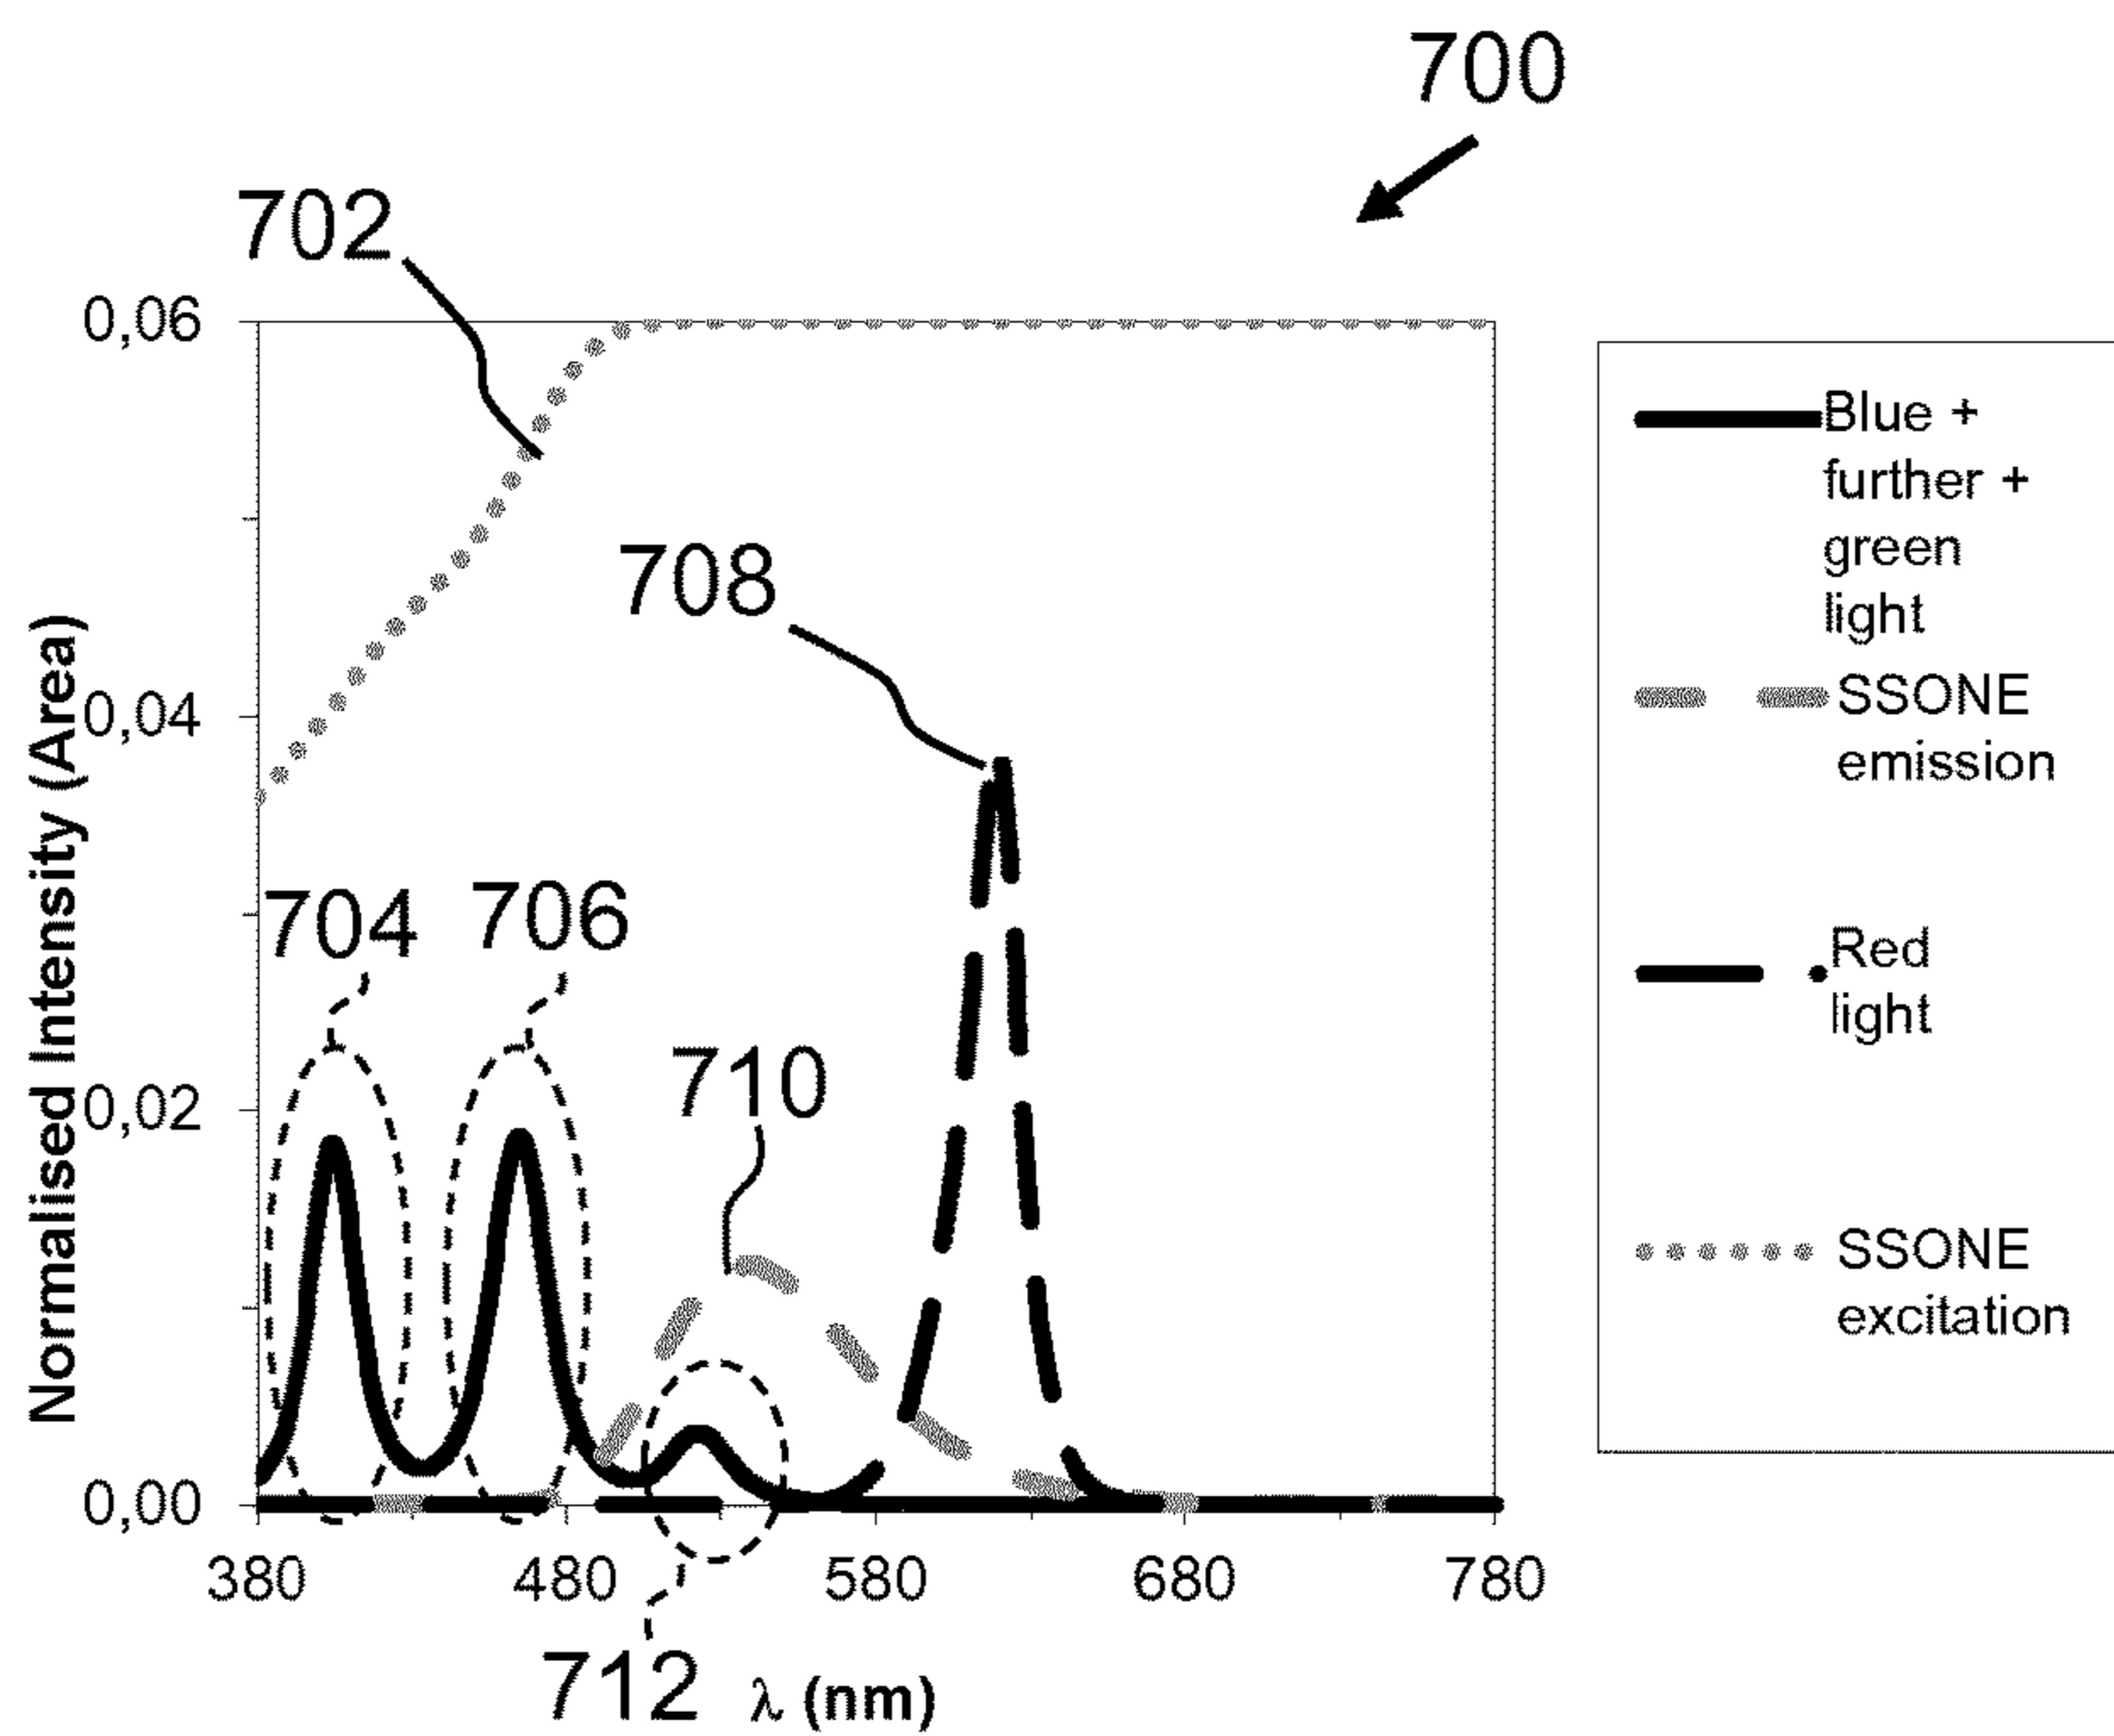 700
702
0,06
708
0,04
704
706
710
0,02
0,00
380
480
580
680
780
712
λ (nm)
Normalised Intensity (Area)
Blue +
further +
green
light
SSONE
emission
Red
light
SSONE
excitation